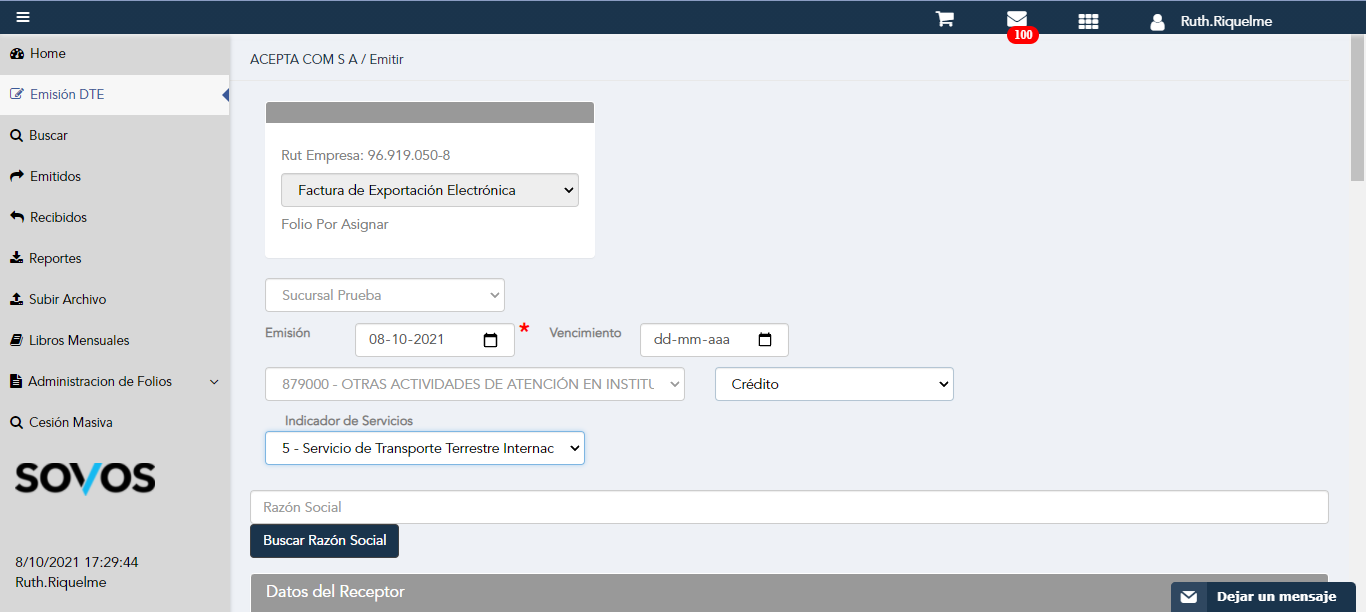 Ruth.Riquelme
100
Home
Emisión DTE
Buscar
Emitidos
Recibidos
Reportes
Subir Archivo
Libros Mensuales
Administracion de Folios
Cesión Masiva
SOVOS
8/10/2021 17:29:44
Ruth.Riquelme
ACEPTA COM S A / Emitir
Rut Empresa: 96.919.050-8
Factura de Exportación Electrónica
Folio Por Asignar
Sucursal Prueba
Emisión 08-10-2021 * Vencimiento dd-mm-aaa
879000 - OTRAS ACTIVIDADES DE ATENCIÓN EN INSTITU Crédito
Indicador de Servicios
5 - Servicio de Transporte Terrestre Internac
Razón Social
Buscar Razón Social
Datos del Receptor
Dejar un mensaje